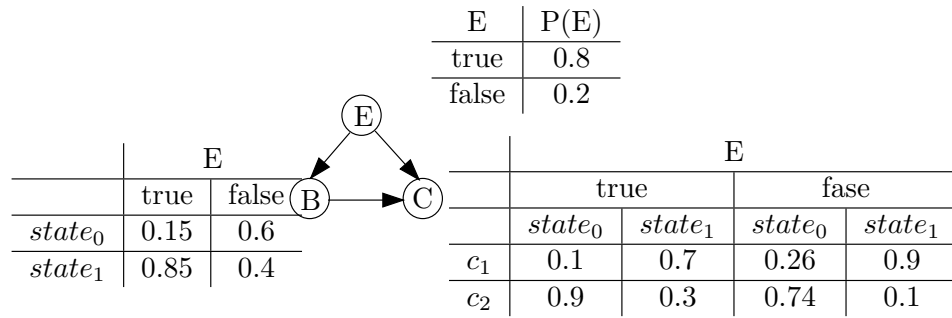 E P(E)
true 0.8
false 0.2
E
B C
E
true false
state₀ 0.15 0.6
state₁ 0.85 0.4
E
true fase
state₀ state₁ state₀ state₁
c₁ 0.1 0.7 0.26 0.9
c₂ 0.9 0.3 0.74 0.1